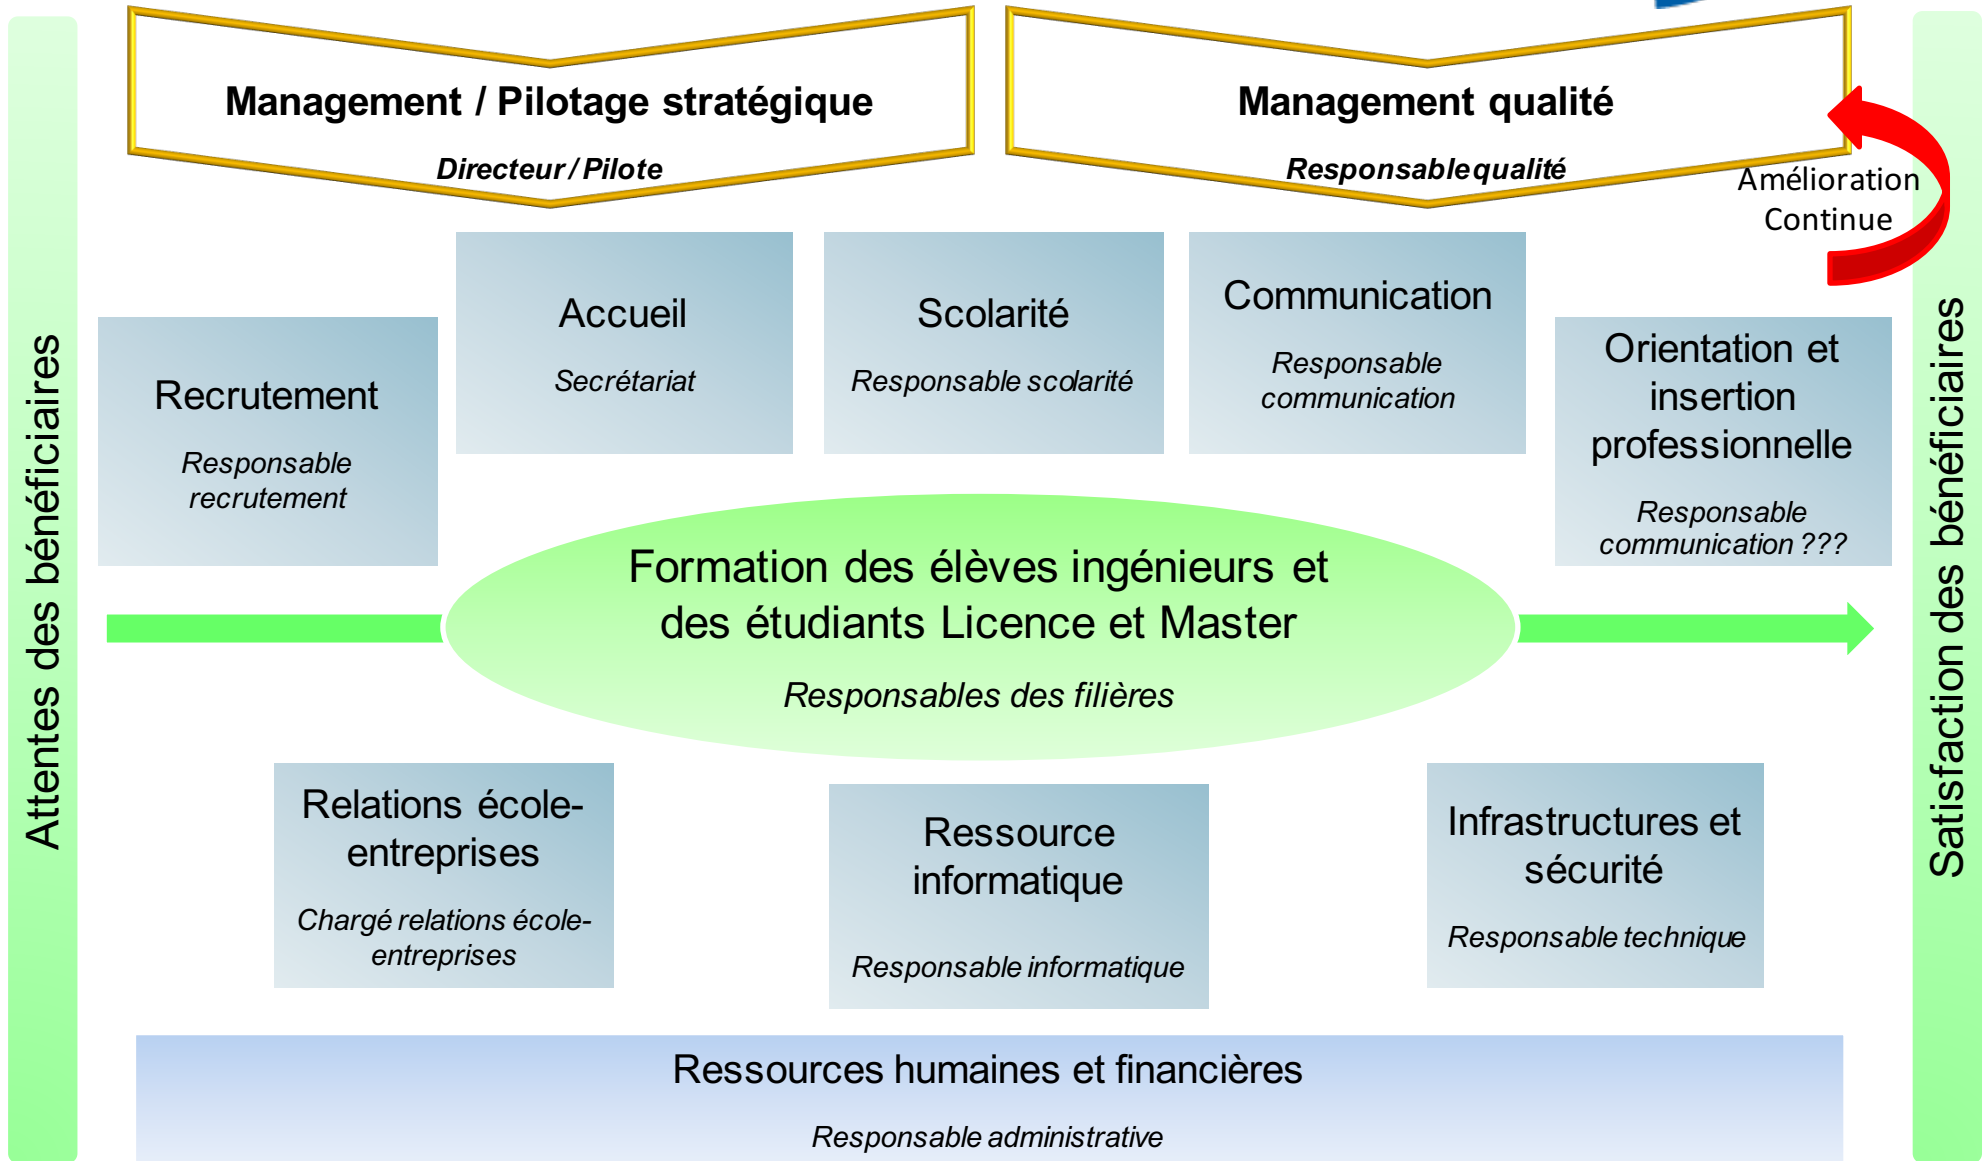 Attentes des bénéficiaires
Management / Pilotage stratégique
Directeur / Pilote
Management qualité
Responsable qualité
Amélioration
Continue
Recrutement
Responsable
recrutement
Accueil
Secrétariat
Scolarité
Responsable scolarité
Communication
Responsable
communication
Orientation et
insertion
professionnelle
Responsable
communication ???
Formation des élèves ingénieurs et
des étudiants Licence et Master
Responsables des filières
Relations école-
entreprises
Chargé relations école-
entreprises
Ressource
informatique
Responsable informatique
Infrastructures et
sécurité
Responsable technique
Ressources humaines et financières
Responsable administrative
Satisfaction des bénéficiaires